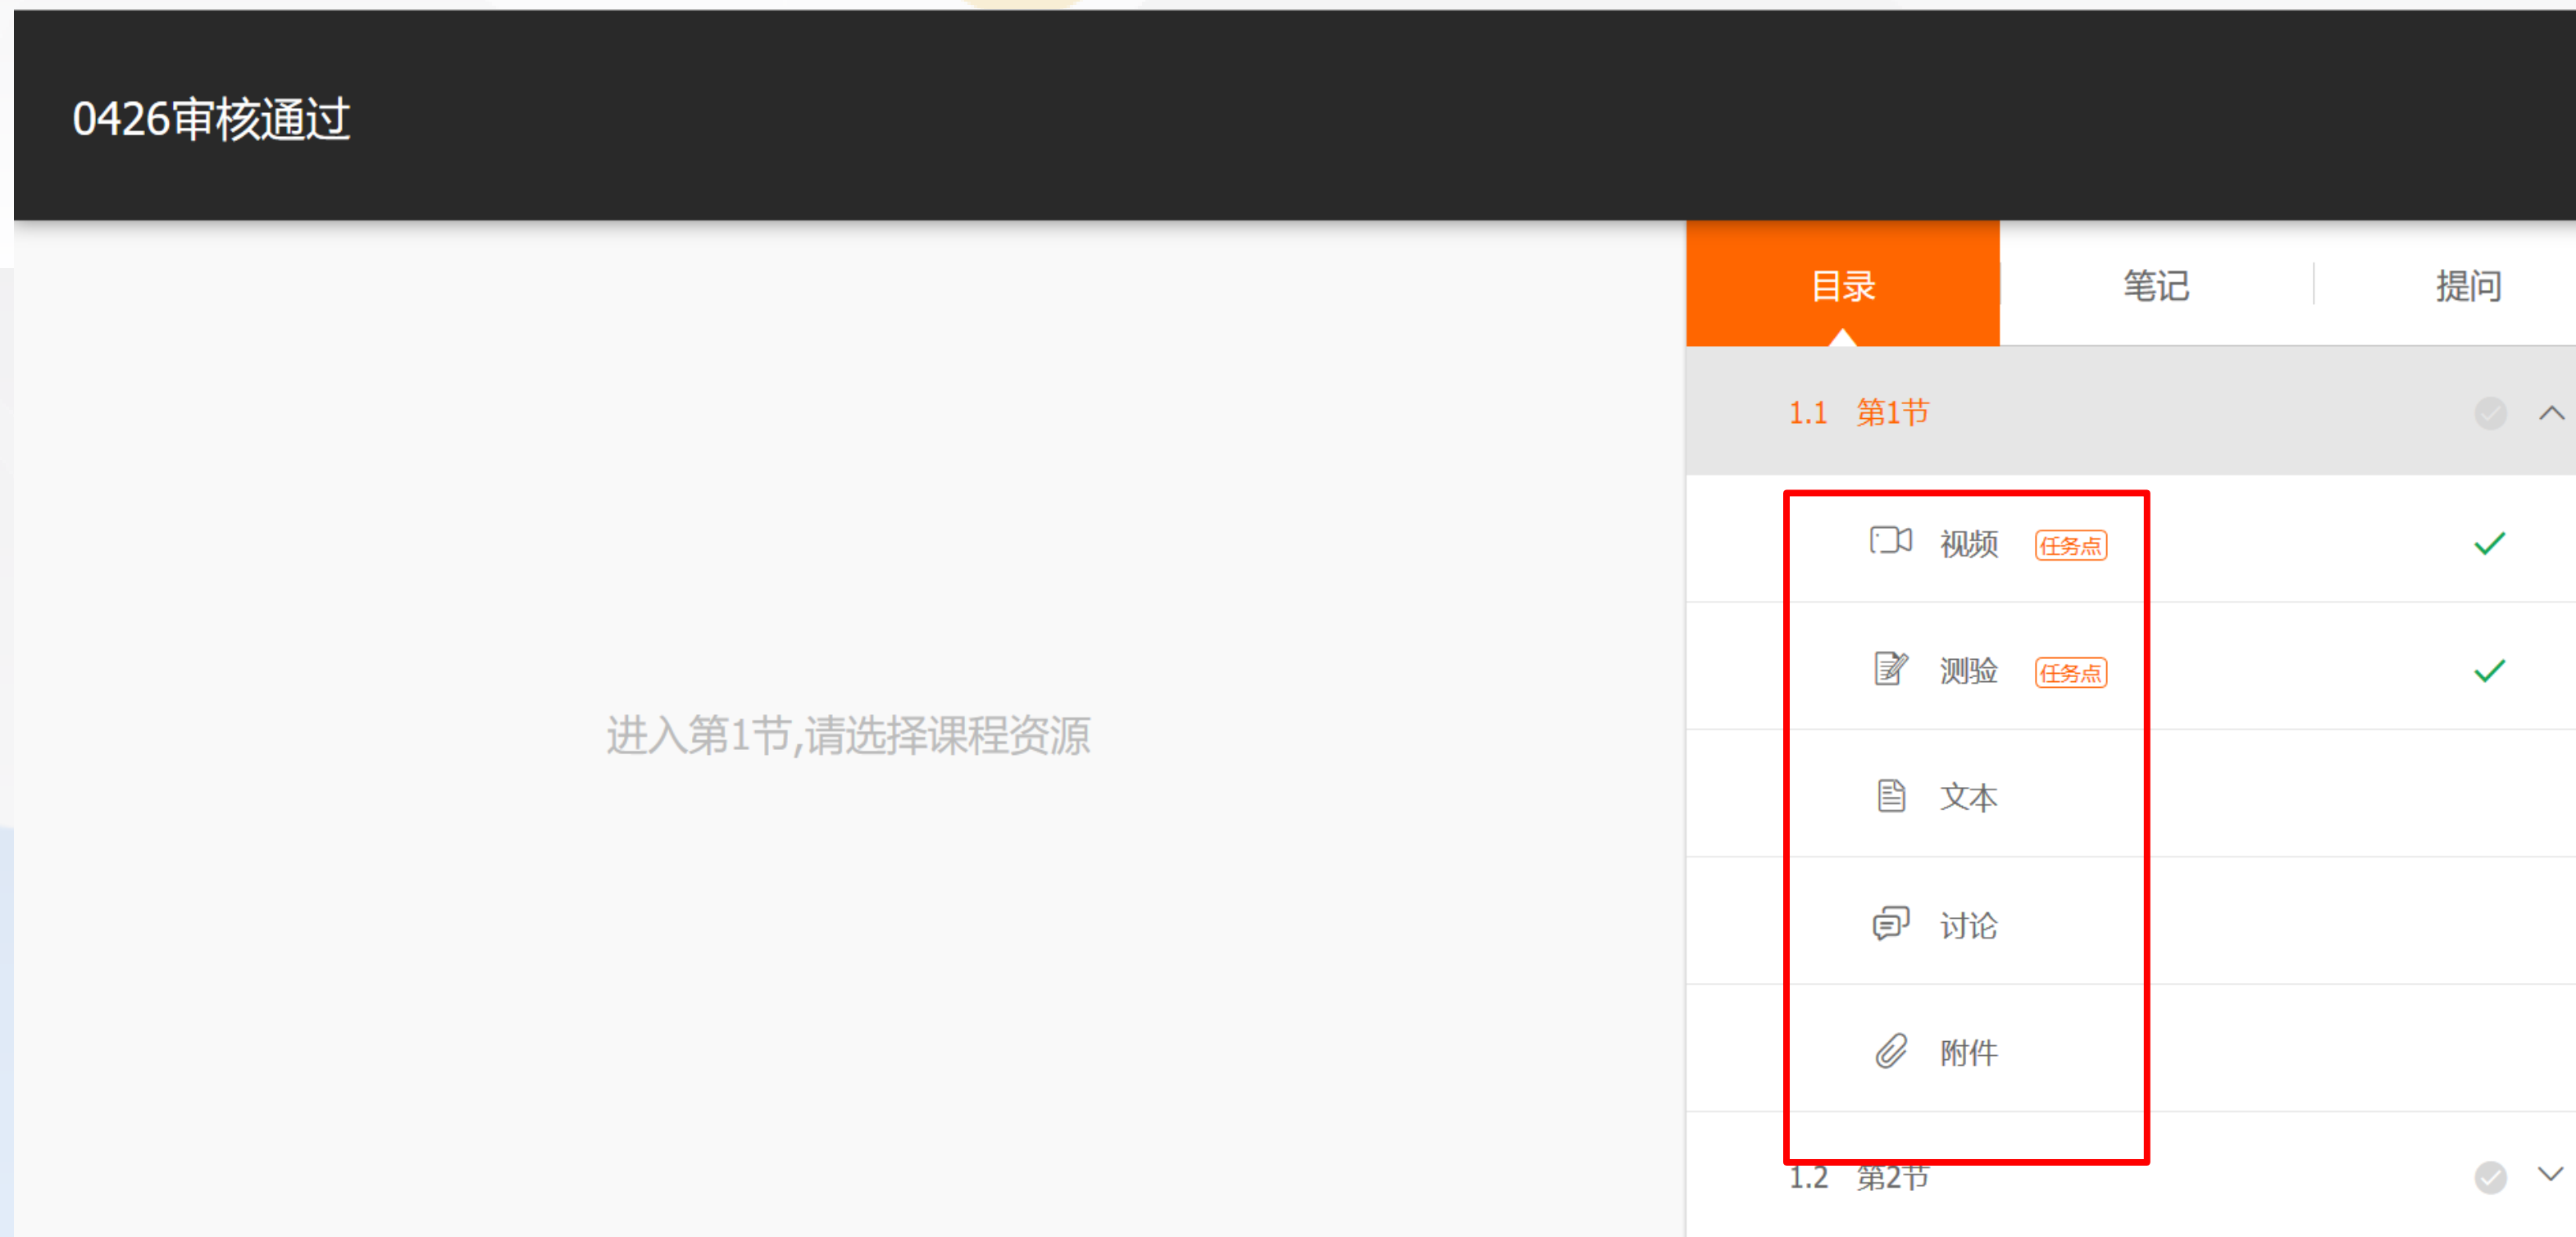 0426审核通过
目录 笔记 提问
1.1 第1节
视频 任务点
测验 任务点
文本
进入第1节,请选择课程资源
讨论
附件
1.2 第2节